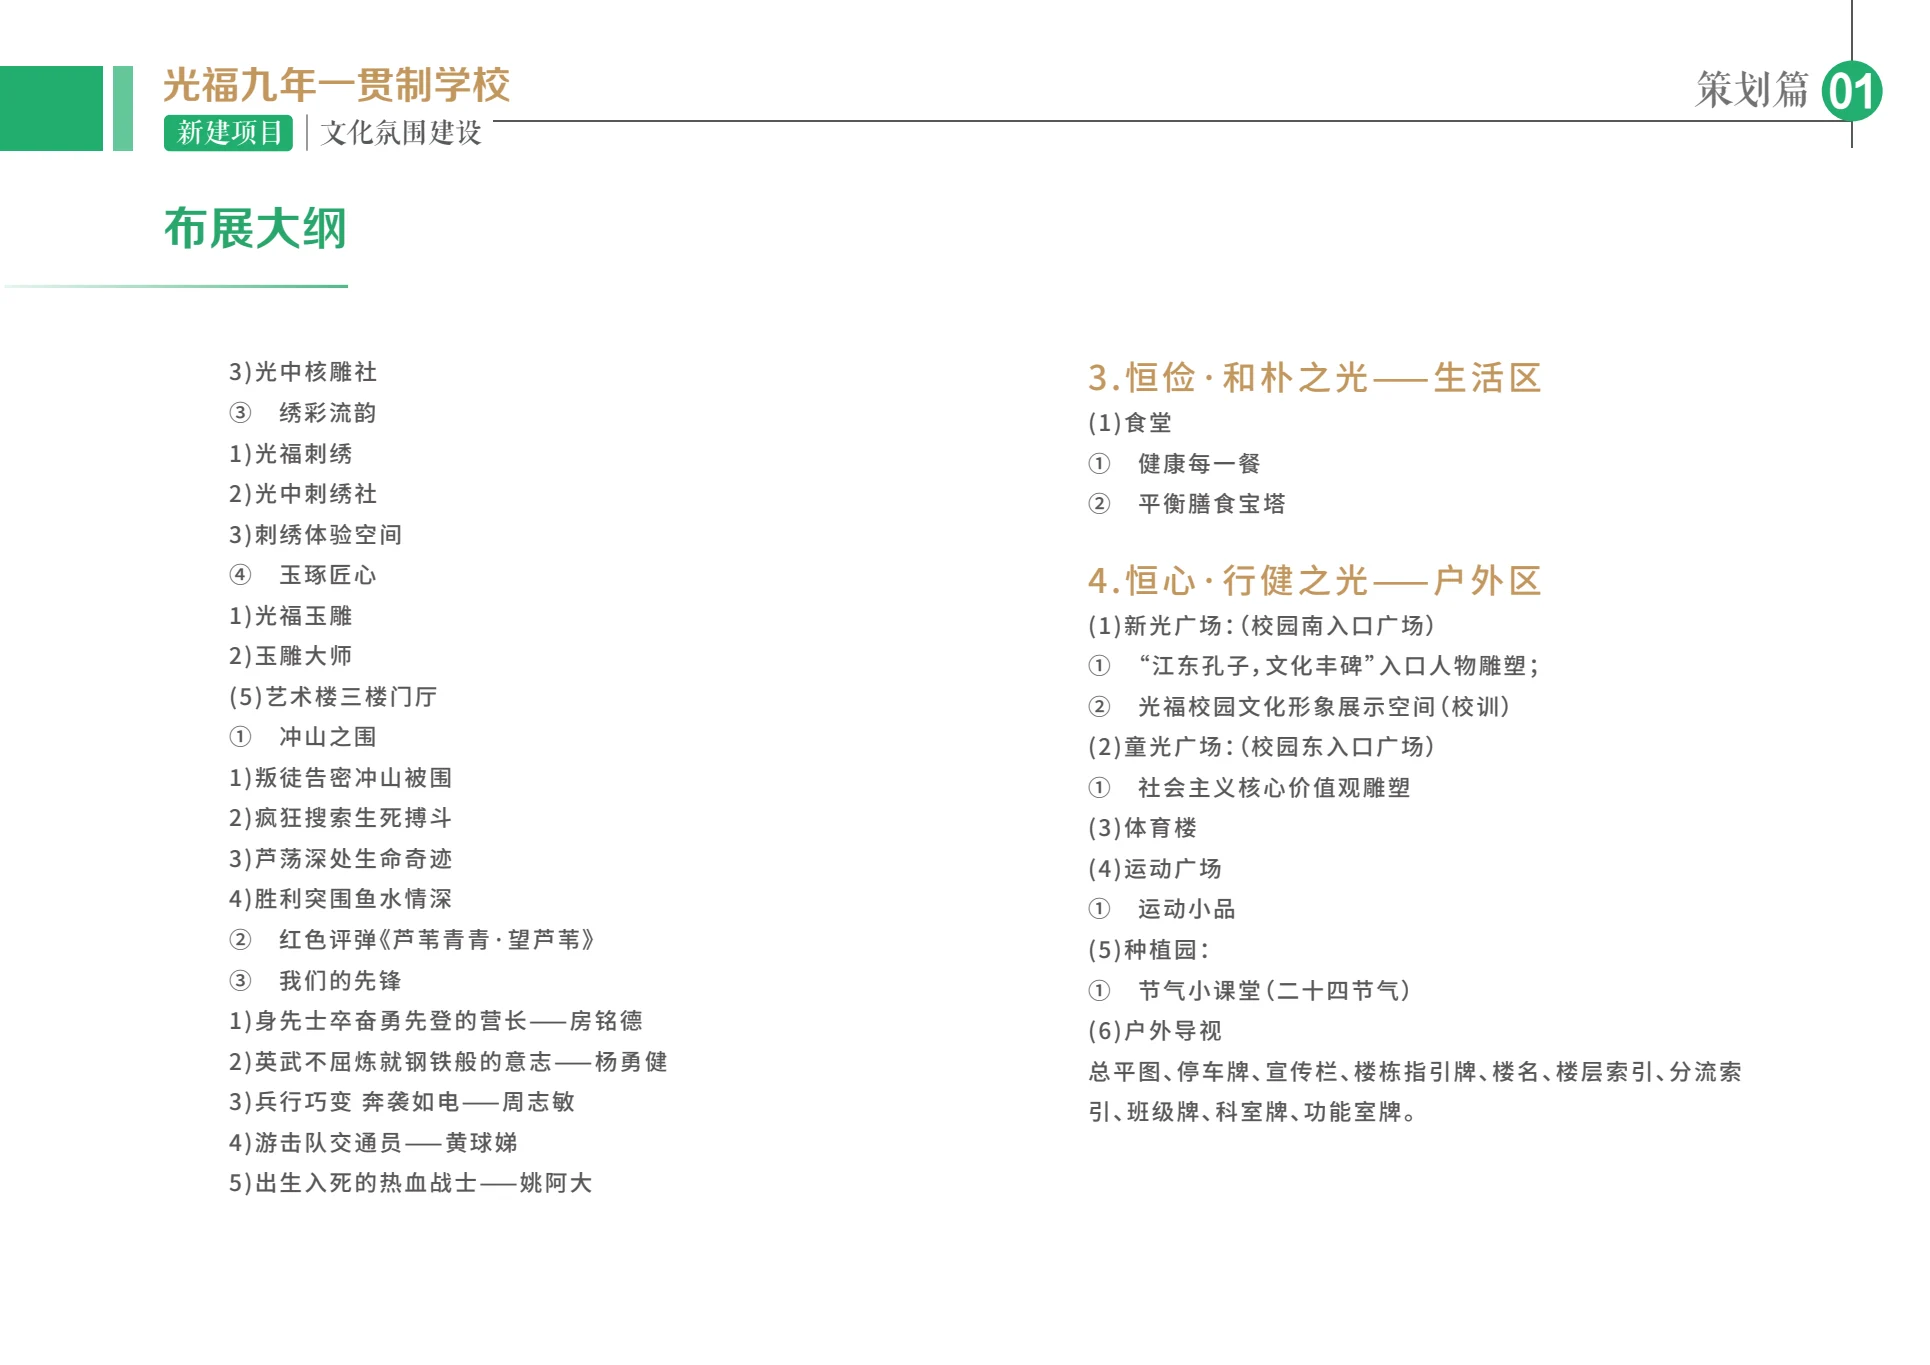 光福九年一贯制学校
新建项目 文化氛围建设
策划篇 01
布展大纲
3)光中核雕社
③ 绣彩流韵
1)光福刺绣
2)光中刺绣社
3)刺绣体验空间
④ 玉琢匠心
1)光福玉雕
2)玉雕大师
(5)艺术楼三楼门厅
① 冲山之围
1)叛徒告密冲山被围
2)疯狂搜索生死搏斗
3)芦荡深处生命奇迹
4)胜利突围鱼水情深
② 红色评弹《芦苇青青·望芦苇》
③ 我们的先锋
1)身先士卒奋勇先登的营长——房铭德
2)英武不屈炼就钢铁般的意志——杨勇健
3)兵行巧变 奔袭如电——周志敏
4)游击队交通员——黄球娣
5)出生入死的热血战士——姚阿大
3.恒俭·和朴之光——生活区
(1)食堂
① 健康每一餐
② 平衡膳食宝塔
4.恒心·行健之光——户外区
(1)新光广场：（校园南入口广场）
① “江东孔子，文化丰碑”入口人物雕塑；
② 光福校园文化形象展示空间（校训）
(2)童光广场：（校园东入口广场）
① 社会主义核心价值观雕塑
(3)体育楼
(4)运动广场
① 运动小品
(5)种植园：
① 节气小课堂（二十四节气）
(6)户外导视
总平图、停车牌、宣传栏、楼栋指引牌、楼名、楼层索引、分流索
引、班级牌、科室牌、功能室牌。